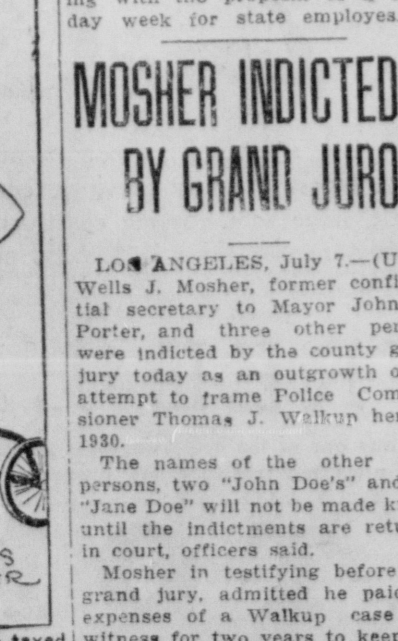 ing with the
day week for state employes.
MOSHER INDICTED
BY GRAND JURO
LOS ANGELES, July 7.—(U
Wells J. Mosher, former confi
tial secretary to Mayor John
Porter, and three other per
were indicted by the county g
jury today as an outgrowth o
attempt to frame Police Com
sioner Thomas J. Walkup her
1930.
The names of the other
persons, two "John Doe's" and
"Jane Doe" will not be made k
until the indictments are retu
in court, officers said.
Mosher in testifying before
grand jury, admitted he paid
expenses of a Walkup case
witness for two years to keep
S
R
taxed